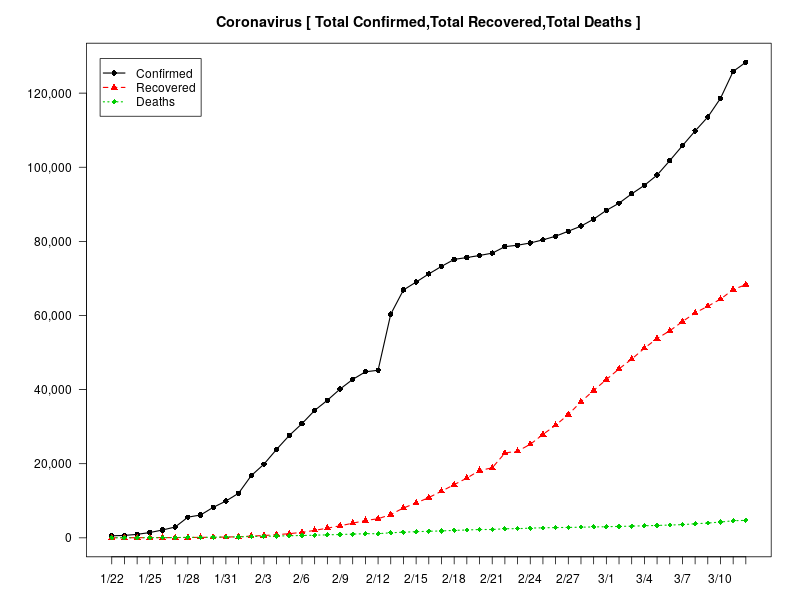 Coronavirus [ Total Confirmed,Total Recovered,Total Deaths ]
Confirmed
Recovered
Deaths
120,000
100,000
80,000
60,000
40,000
20,000
0
1/22 1/25 1/28 1/31 2/3 2/6 2/9 2/12 2/15 2/18 2/21 2/24 2/27 3/1 3/4 3/7 3/10